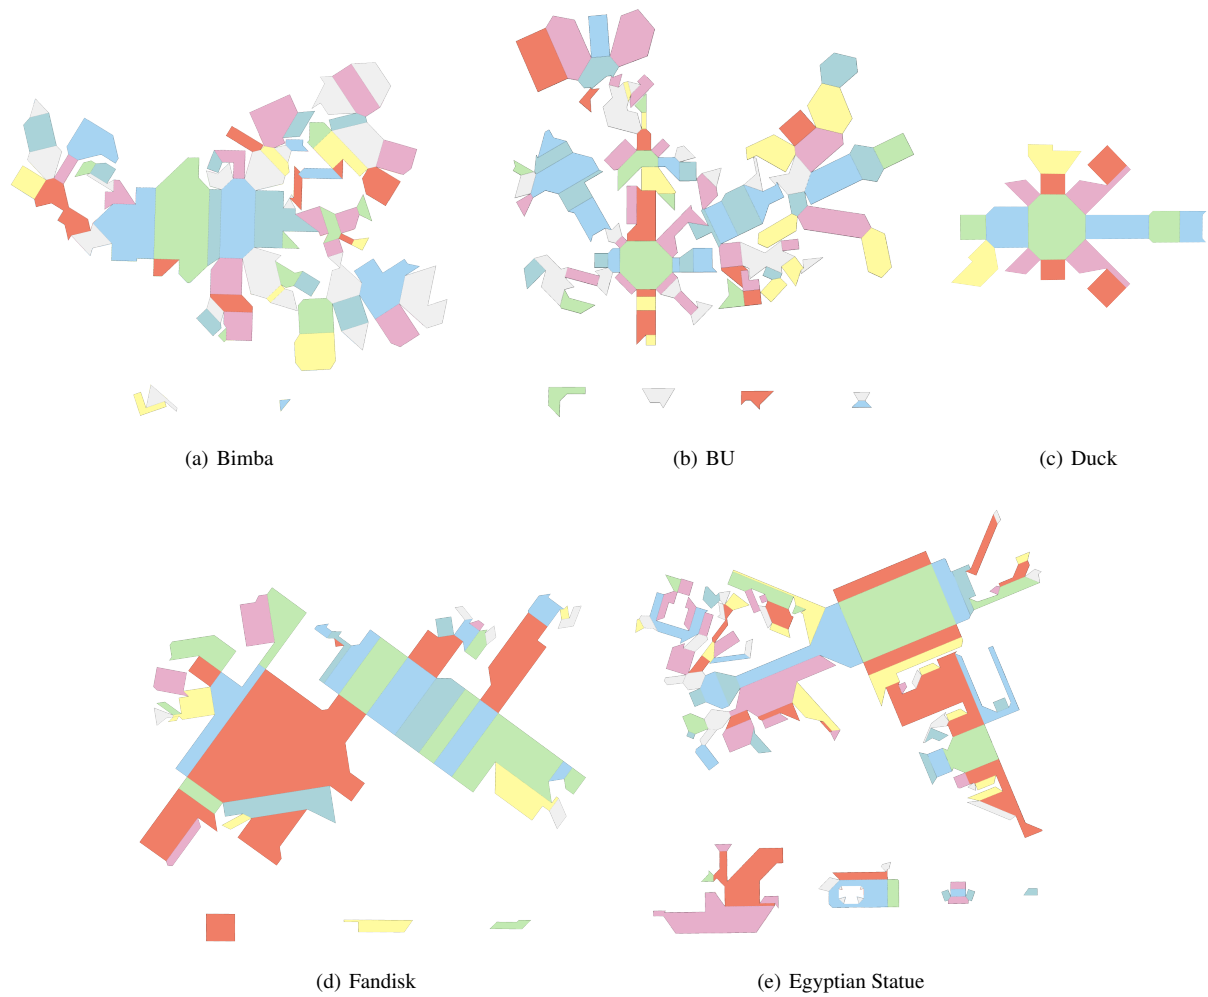 (a) Bimba
(b) BU
(c) Duck
(d) Fandisk
(e) Egyptian Statue